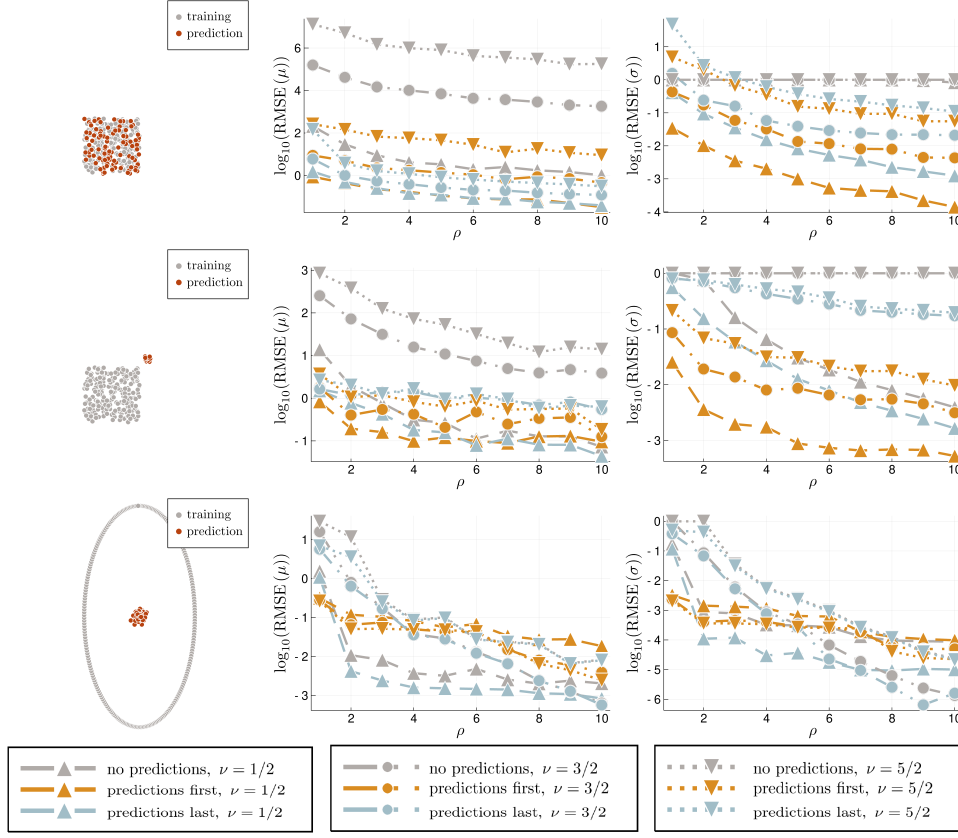 training
prediction
log10(RMSE (μ))
6
4
2
0
2 4 6 8 10
ρ
log10(RMSE (σ))
1
0
- 1
- 2
- 3
- 4
2 4 6 8 10
ρ
training
prediction
log10(RMSE (μ))
3
2
1
0
- 1
2 4 6 8 10
ρ
log10(RMSE (σ))
0
- 1
- 2
- 3
2 4 6 8 10
ρ
training
prediction
log10(RMSE (μ))
1
0
- 1
- 2
- 3
2 4 6 8 10
ρ
log10(RMSE (σ))
0
- 1
- 2
- 3
- 4
- 5
- 6
2 4 6 8 10
ρ
no predictions, ν = 1/2
predictions first, ν = 1/2
predictions last, ν = 1/2
no predictions, ν = 3/2
predictions first, ν = 3/2
predictions last, ν = 3/2
no predictions, ν = 5/2
predictions first, ν = 5/2
predictions last, ν = 5/2